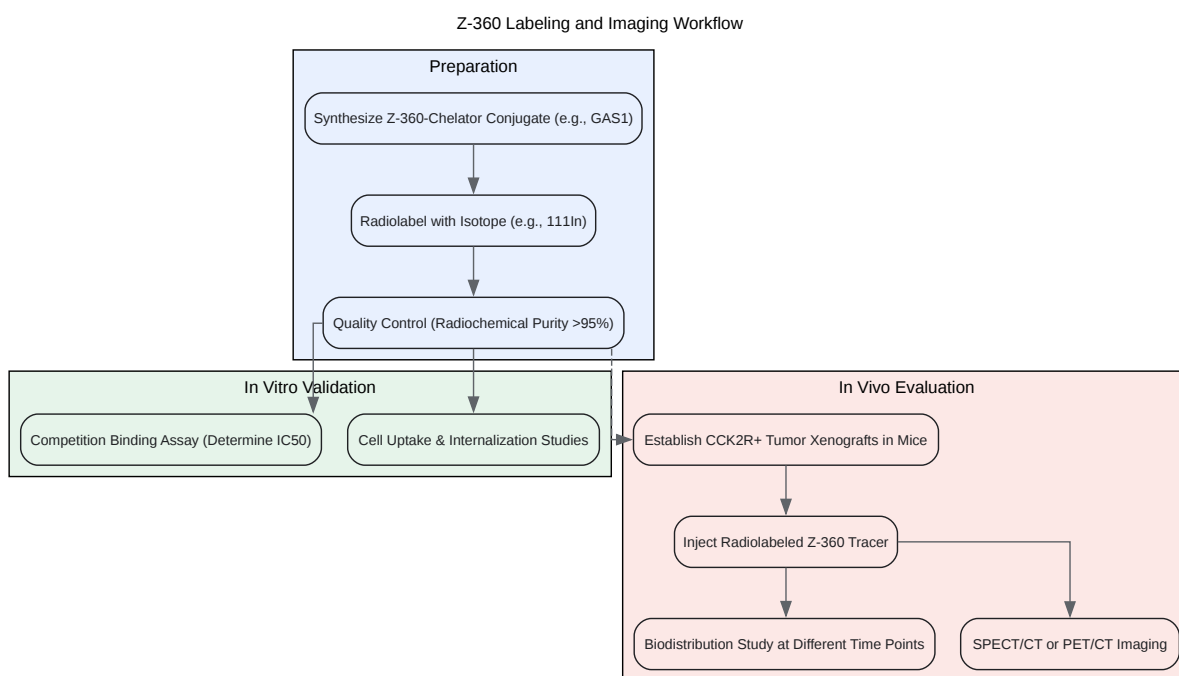 Z-360 Labeling and Imaging Workflow
Preparation
Synthesize Z-360-Chelator Conjugate (e.g., GAS1)
Radiolabel with Isotope (e.g., 111In)
Quality Control (Radiochemical Purity >95%)
In Vitro Validation
Competition Binding Assay (Determine IC50)
Cell Uptake & Internalization Studies
In Vivo Evaluation
Establish CCK2R+ Tumor Xenografts in Mice
Inject Radiolabeled Z-360 Tracer
Biodistribution Study at Different Time Points
SPECT/CT or PET/CT Imaging